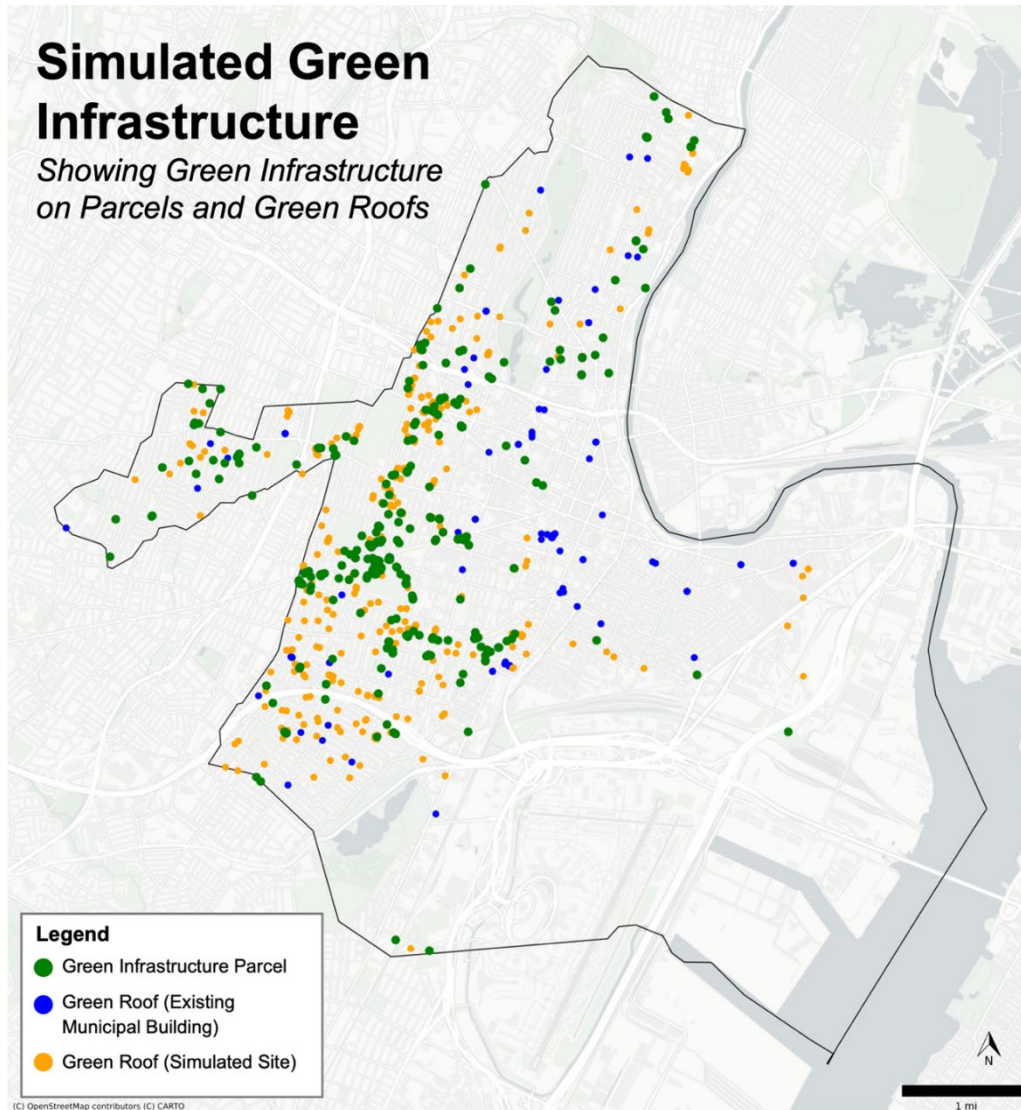 Simulated Green
Infrastructure
Showing Green Infrastructure
on Parcels and Green Roofs
Legend
Green Infrastructure Parcel
Green Roof (Existing
Municipal Building)
Green Roof (Simulated Site)
N
1 mi
(C) OpenStreetMap contributors (C) CARTO